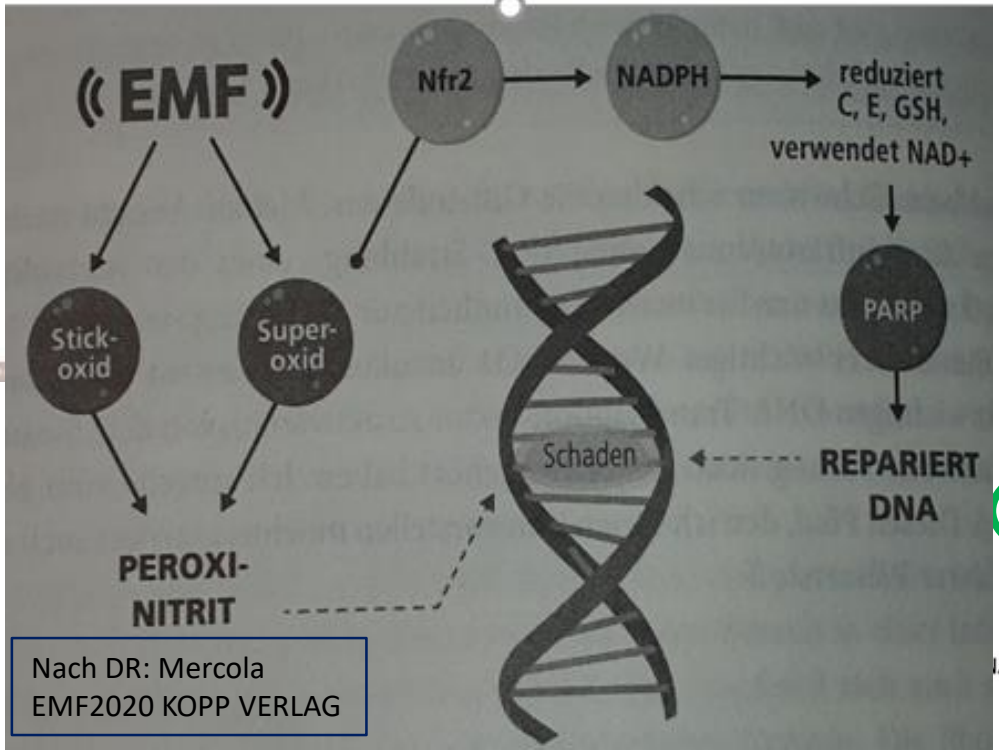 ((EMF))
Nfr2
NADPH
reduziert
C, E, GSH,
verwendet NAD+
Stick-
oxid
Super-
oxid
PARP
Schaden
REPARIERT
DNA
PEROXI-
NITRIT
Nach DR: Mercola
EMF2020 KOPP VERLAG